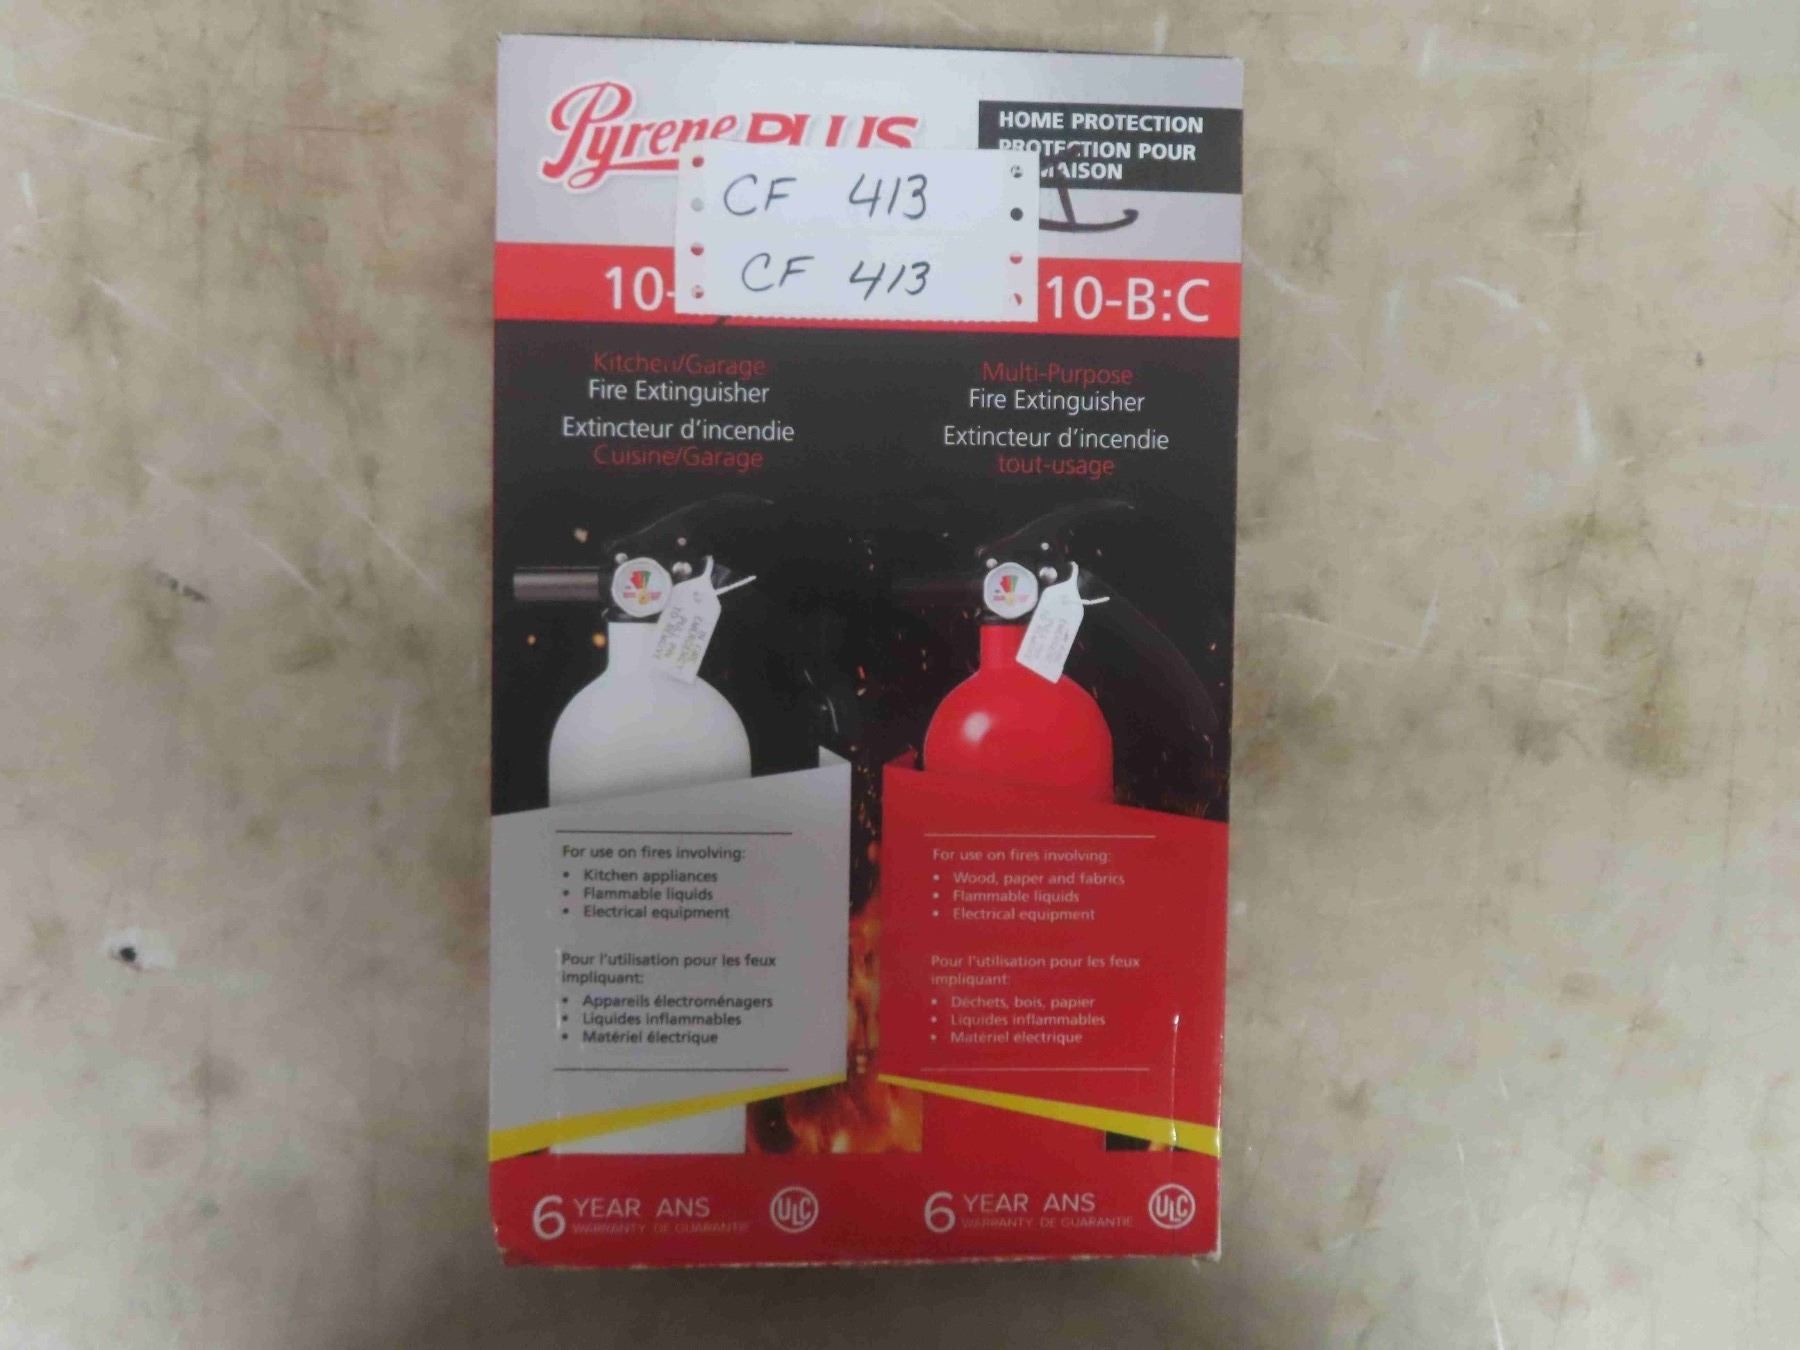 Pyrene PLUS
HOME PROTECTION
PROTECTION POUR
MAISON
CF 413
CF 413
10-
10-B:C
Kitchen/Garage
Fire Extinguisher
Extincteur d'incendie
Cuisine/Garage
Multi-Purpose
Fire Extinguisher
Extincteur d'incendie
tout-usage
For use on fires involving:
• Kitchen appliances
• Flammable liquids
• Electrical equipment
Pour l'utilisation pour les feux
impliquant:
• Appareils électroménagers
• Liquides inflammables
• Matériel électrique
For use on fires involving:
• Wood, paper and fabrics
• Flammable liquids
• Electrical equipment
Pour l'utilisation pour les feux
impliquant:
• Déchets, bois, papier
• Liquides inflammables
• Matériel électrique
6 YEAR ANS
WARRANTY DE GUARANTIE
ULC
6 YEAR ANS
WARRANTY DE GUARANTIE
ULC